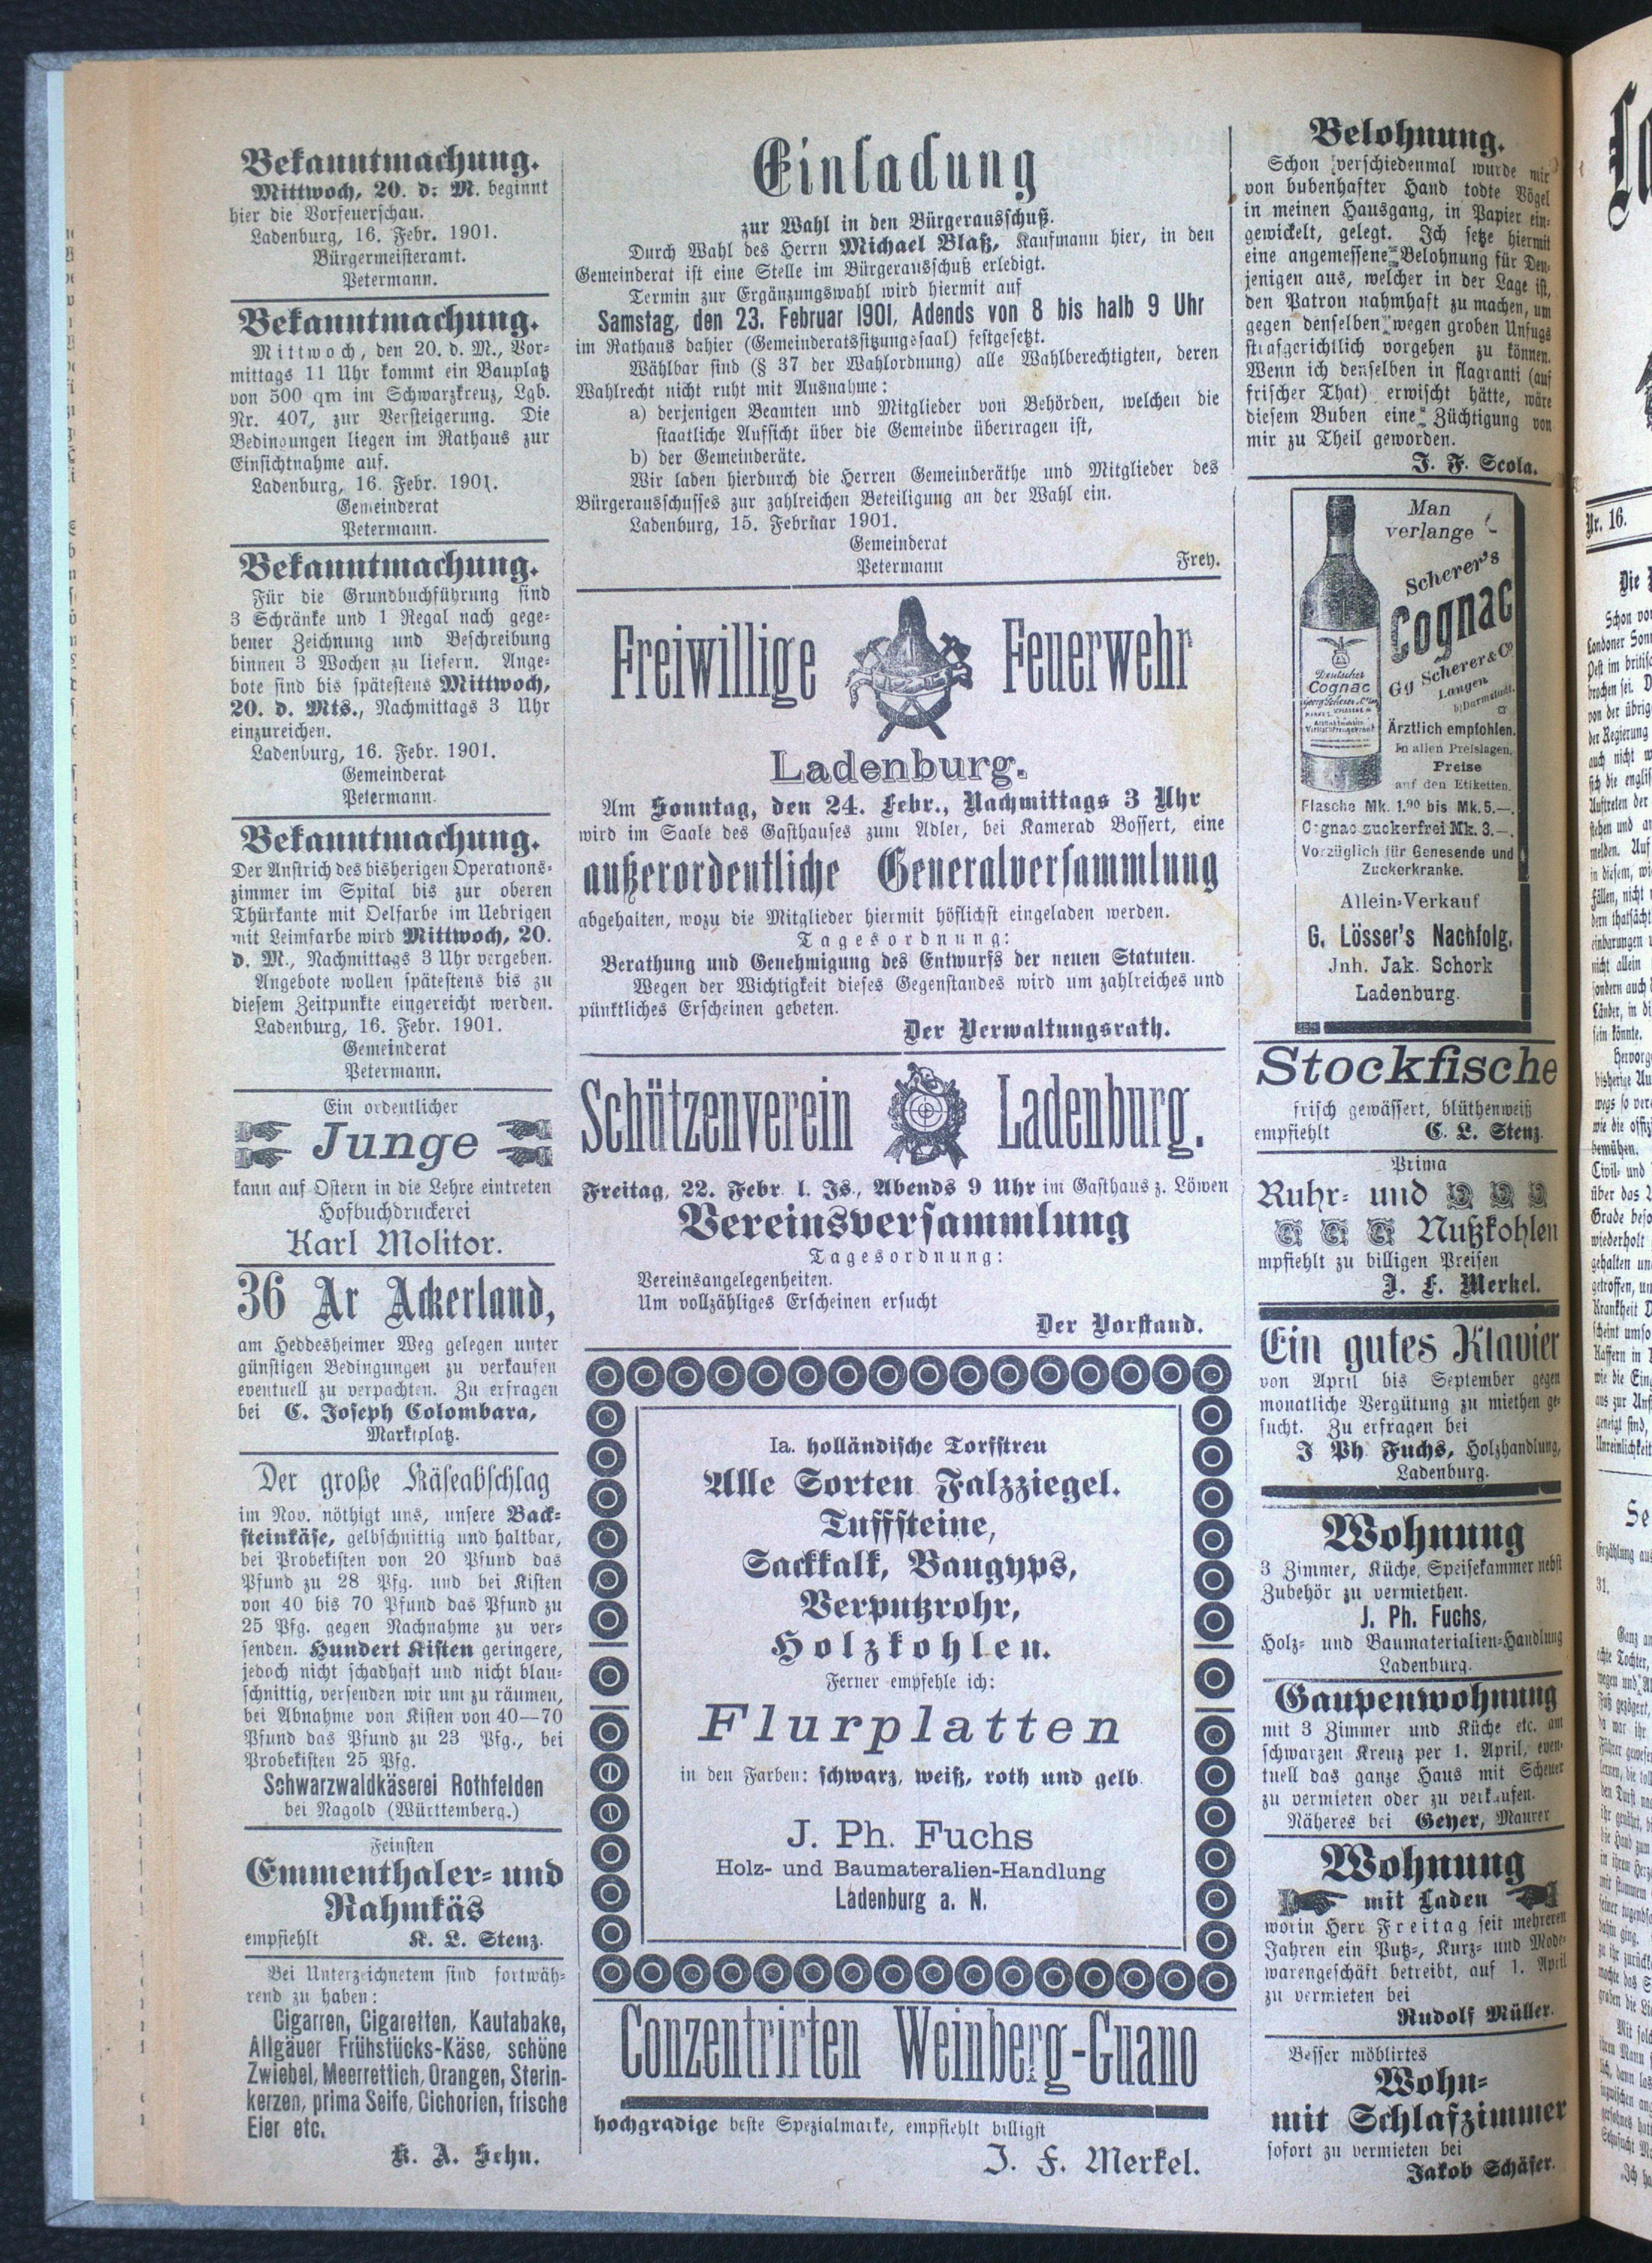 Bekanntmachung.
Mittwoch, 20. d. M. beginnt
hier die Vorfeuerschau.
Ladenburg, 16. Febr. 1901.
Bürgermeisteramt.
Petermann.
Bekanntmachung.
Mittwoch, den 20. d. M., Vor-
mittags 11 Uhr kommt ein Bauplatz
von 500 qm im Schwarzkreuz, Lgb.
Nr. 407, zur Versteigerung. Die
Bedingungen liegen im Rathaus zur
Einsichtnahme auf.
Ladenburg, 16. Febr. 1901.
Gemeinderat
Petermann.
Bekanntmachung.
Für die Grundbuchführung sind
3 Schränke und 1 Regal nach gege-
bener Zeichnung und Beschreibung
binnen 3 Wochen zu liefern. Ange-
bote sind bis spätestens Mittwoch,
20. d. Mts., Nachmittags 3 Uhr
einzureichen.
Ladenburg, 16. Febr. 1901.
Gemeinderat
Petermann.
Bekanntmachung.
Der Anstrich des bisherigen Operations-
zimmer im Spital bis zur oberen
Thürkante mit Oelfarbe im Uebrigen
mit Leimfarbe wird Mittwoch, 20.
d. M., Nachmittags 3 Uhr vergeben.
Angebote wollen spätestens bis zu
diesem Zeitpunkte eingereicht werden.
Ladenburg, 16. Febr. 1901.
Gemeinderat
Petermann.
Ein ordentlicher
Junge
kann auf Ostern in die Lehre eintreten
Hofbuchdruckerei
Karl Molitor.
36 Ar Ackerland,
am Heddesheimer Weg gelegen unter
günstigen Bedingungen zu verkaufen
eventuell zu verpachten. Zu erfragen
bei C. Joseph Colombara,
Marktplatz.
Der große Käseabschlag
im Nov. nöthigt uns, unsere Back-
steinkäse, gelbschnittig und haltbar,
bei Probekisten von 20 Pfund das
Pfund zu 28 Pfg. und bei Kisten
von 40 bis 70 Pfund das Pfund zu
25 Pfg. gegen Nachnahme zu ver-
senden. Hundert Kisten geringere,
jedoch nicht schadhaft und nicht blau-
schnittig, versenden wir um zu räumen,
bei Abnahme von Kisten von 40—70
Pfund das Pfund zu 23 Pfg., bei
Probekisten 25 Pfg.
Schwarzwaldkäserei Rothfelden
bei Nagold (Württemberg.)
Feinsten
Emmenthaler- und
Rahmkäs
empfiehlt K. L. Stenz.
Bei Unterzeichnetem sind fortwäh-
rend zu haben:
Cigarren, Cigaretten, Kautabake,
Allgäuer Frühstücks-Käse, schöne
Zwiebel, Meerrettich, Orangen, Sterin-
kerzen, prima Seife, Cichorien, frische
Eier etc.
K. A. Hehn.
Einladung
zur Wahl in den Bürgerausschuß.
Durch Wahl des Herrn Michael Blaß, Kaufmann hier, in den
Gemeinderat ist eine Stelle im Bürgerausschuß erledigt.
Termin zur Ergänzungswahl wird hiermit auf
Samstag, den 23. Februar 1901, Adends von 8 bis halb 9 Uhr
im Rathaus dahier (Gemeinderatssitzungssaal) festgesetzt.
Wählbar sind (§ 37 der Wahlordnung) alle Wahlberechtigten, deren
Wahlrecht nicht ruht mit Ausnahme:
a) derjenigen Beamten und Mitglieder von Behörden, welchen die
staatliche Aufsicht über die Gemeinde übertragen ist,
b) der Gemeinderäte.
Wir laden hierdurch die Herren Gemeinderäthe und Mitglieder des
Bürgerausschusses zur zahlreichen Beteiligung an der Wahl ein.
Ladenburg, 15. Februar 1901.
Gemeinderat
Petermann Frey.
Freiwillige Feuerwehr
Ladenburg.
Am Sonntag, den 24. Febr., Nachmittags 3 Uhr
wird im Saale des Gasthauses zum Adler, bei Kamerad Bossert, eine
außerordentliche Generalversammlung
abgehalten, wozu die Mitglieder hiermit höflichst eingeladen werden.
Tagesordnung:
Berathung und Genehmigung des Entwurfs der neuen Statuten.
Wegen der Wichtigkeit dieses Gegenstandes wird um zahlreiches und
pünktliches Erscheinen gebeten.
Der Verwaltungsrath.
Schützenverein Ladenburg.
Freitag, 22. Febr. l. Js., Abends 9 Uhr im Gasthaus z. Löwen
Vereinsversammlung
Tagesordnung:
Vereinsangelegenheiten.
Um vollzähliges Erscheinen ersucht
Der Vorstand.
Ia. holländische Torfstreu
Alle Sorten Falzziegel.
Tuffsteine,
Sackkalk, Baugyps,
Verputzrohr,
Holzkohlen.
Ferner empfehle ich:
Flurplatten
in den Farben: schwarz, weiß, roth und gelb.
J. Ph. Fuchs
Holz- und Baumateralien-Handlung
Ladenburg a. N.
Conzentrirten Weinberg-Guano
hochgradige beste Spezialmarke, empfiehlt billigst
J. F. Merkel.
Belohnung.
Schon verschiedenmal wurde mir
von bubenhafter Hand todte Vögel
in meinen Hausgang, in Papier ein-
gewickelt, gelegt. Ich setze hiermit
eine angemessene Belohnung für Den-
jenigen aus, welcher in der Lage ist,
den Patron nahmhaft zu machen, um
gegen denselben wegen groben Unfugs
strafgerichtlich vorgehen zu können.
Wenn ich denselben in flagranti (auf
frischer That) erwischt hätte, wäre
diesem Buben eine Züchtigung von
mir zu Theil geworden.
J. F. Scola.
Man
verlange
Scherer's
Cognac
Gg Scherer & Co
Langen
b/Darmstadt.
Deutscher
Cognac
Ärztlich empfohlen.
In allen Preislagen.
Preise
auf den Etiketten.
Flasche Mk. 1.90 bis Mk. 5.—.
Cognac zuckerfrei Mk. 3.—.
Vorzüglich für Genesende und
Zuckerkranke.
Allein-Verkauf
G. Lösser's Nachfolg.
Jnh. Jak. Schork
Ladenburg.
Stockfische
frisch gewässert, blüthenweiß
empfiehlt C. L. Stenz.
Prima
Ruhr- und
Nußkohlen
mpfiehlt zu billigen Preisen
J. F. Merkel.
Ein gutes Klavier
von April bis September gegen
monatliche Vergütung zu miethen ge-
sucht. Zu erfragen bei
J Ph Fuchs, Holzhandlung,
Ladenburg.
Wohnung
3 Zimmer, Küche, Speisekammer nebst
Zubehör zu vermiethen.
J. Ph. Fuchs,
Holz- und Baumaterialien-Handlung
Ladenburg.
Gaupenwohnung
mit 3 Zimmer und Küche etc. am
schwarzen Kreuz per 1. April, even-
tuell das ganze Haus mit Scheuer
zu vermieten oder zu verkaufen.
Näheres bei Geyer, Maurer
Wohnung
mit Laden
worin Herr Freitag seit mehreren
Jahren ein Putz-, Kurz- und Mode-
warengeschäft betreibt, auf 1. April
zu vermieten bei
Rudolf Müller.
Besser möblirtes
Wohn-
mit Schlafzimmer
sofort zu vermieten bei
Jakob Schäfer.
Nr. 16.